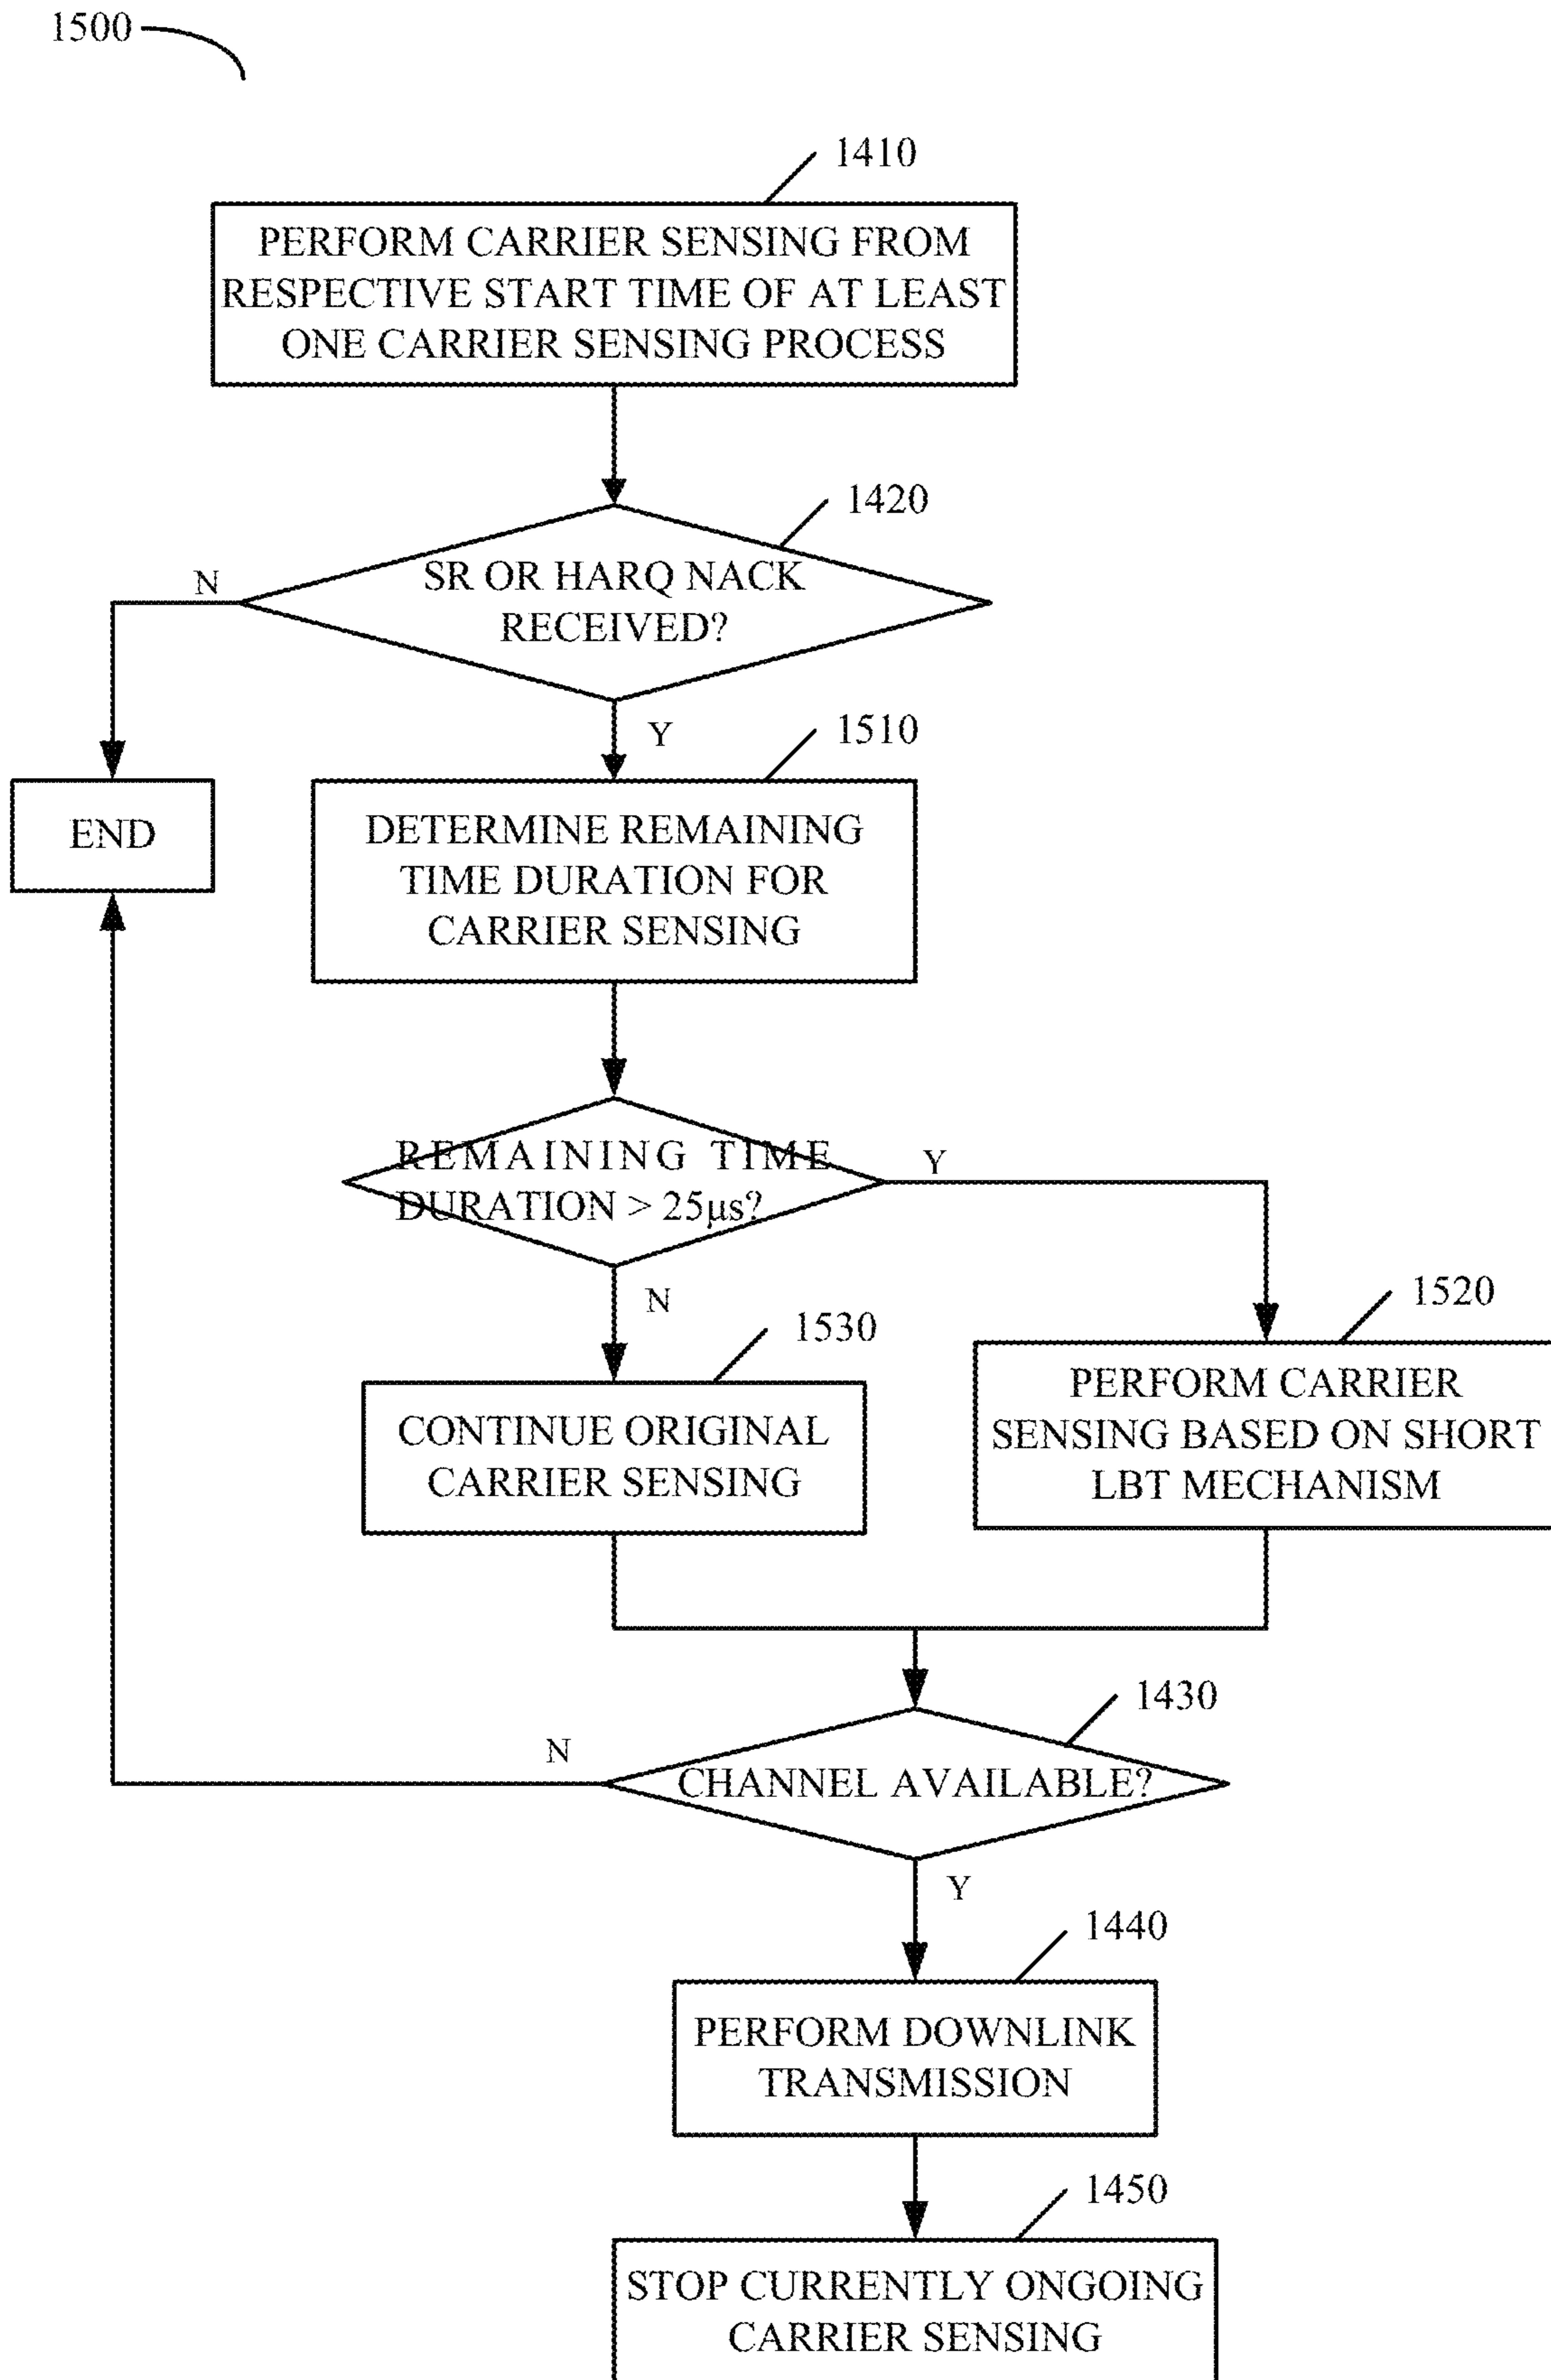 1500
1410
PERFORM CARRIER SENSING FROM
RESPECTIVE START TIME OF AT LEAST
ONE CARRIER SENSING PROCESS
1420
N
SR OR HARQ NACK
RECEIVED?
Y
1510
END
DETERMINE REMAINING
TIME DURATION FOR
CARRIER SENSING
REMAINING TIME
DURATION > 25μs?
Y
N
1530
1520
CONTINUE ORIGINAL
CARRIER SENSING
PERFORM CARRIER
SENSING BASED ON SHORT
LBT MECHANISM
1430
N
CHANNEL AVAILABLE?
Y
1440
PERFORM DOWNLINK
TRANSMISSION
1450
STOP CURRENTLY ONGOING
CARRIER SENSING